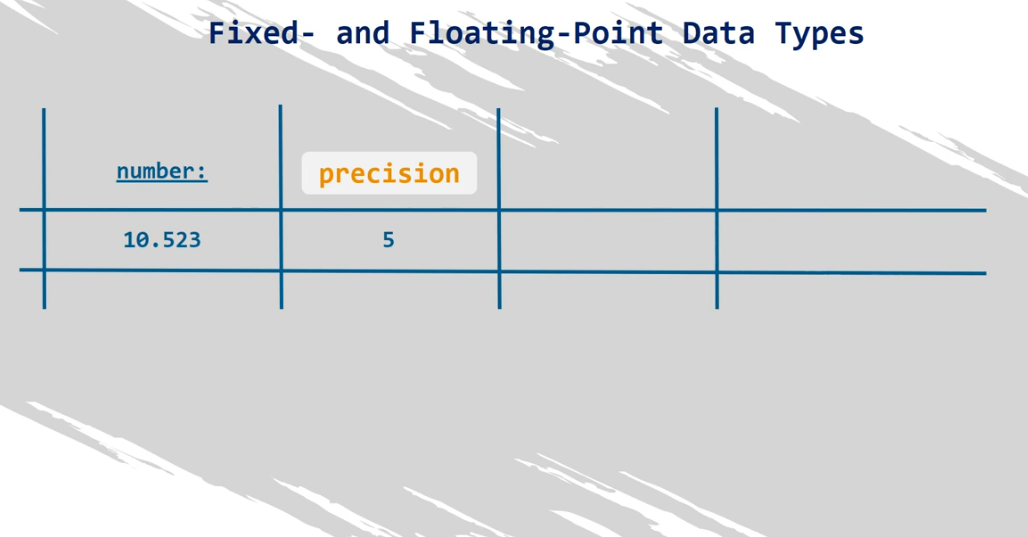 Fixed- and Floating-Point Data Types
number: precision
10.523 5